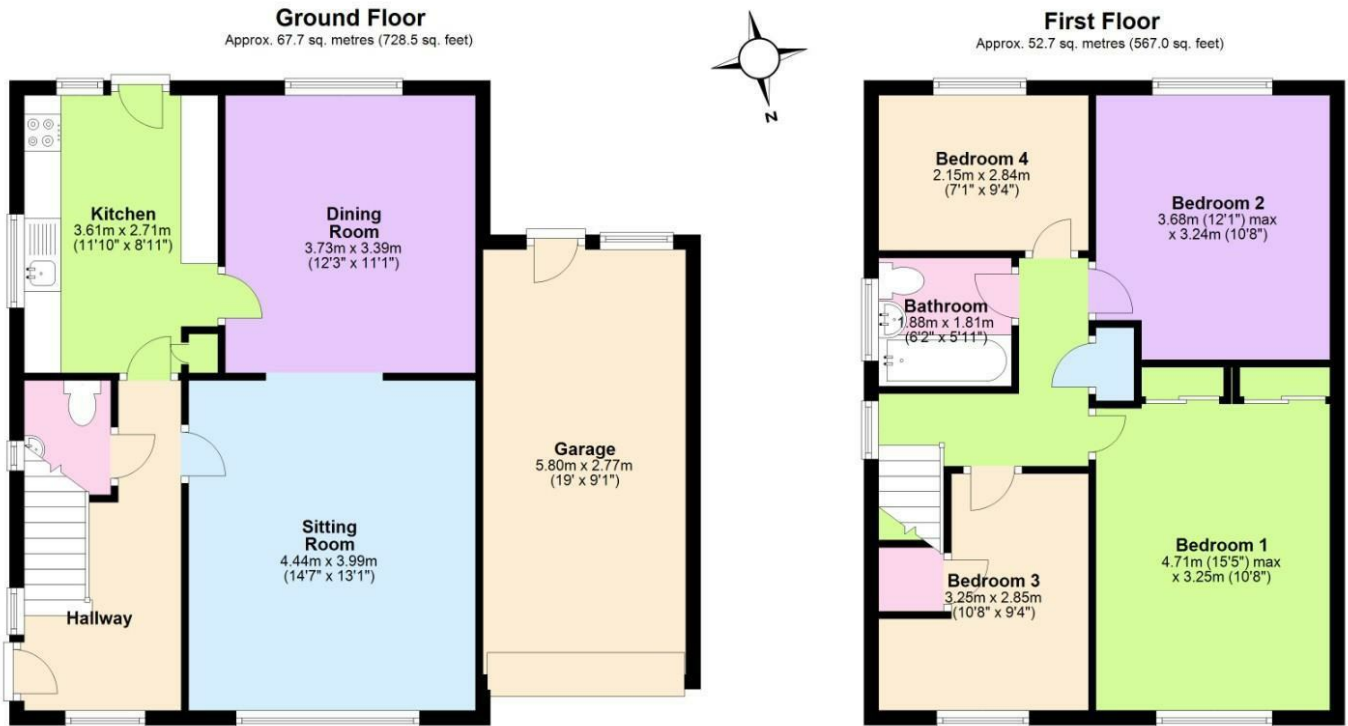 Ground Floor
Approx. 67.7 sq. metres (728.5 sq. feet)
Kitchen
3.61m x 2.71m
(11'10" x 8'11")
Dining
Room
3.73m x 3.39m
(12'3" x 11'1")
Garage
5.80m x 2.77m
(19' x 9'1")
Sitting
Room
4.44m x 3.99m
(14'7" x 13'1")
Hallway
N
First Floor
Approx. 52.7 sq. metres (567.0 sq. feet)
Bedroom 4
2.15m x 2.84m
(7'1" x 9'4")
Bedroom 2
3.68m (12'1") max
x 3.24m (10'8")
Bathroom
1.88m x 1.81m
(6'2" x 5'11")
Bedroom 1
4.71m (15'5") max
x 3.25m (10'8")
Bedroom 3
3.25m x 2.85m
(10'8" x 9'4")